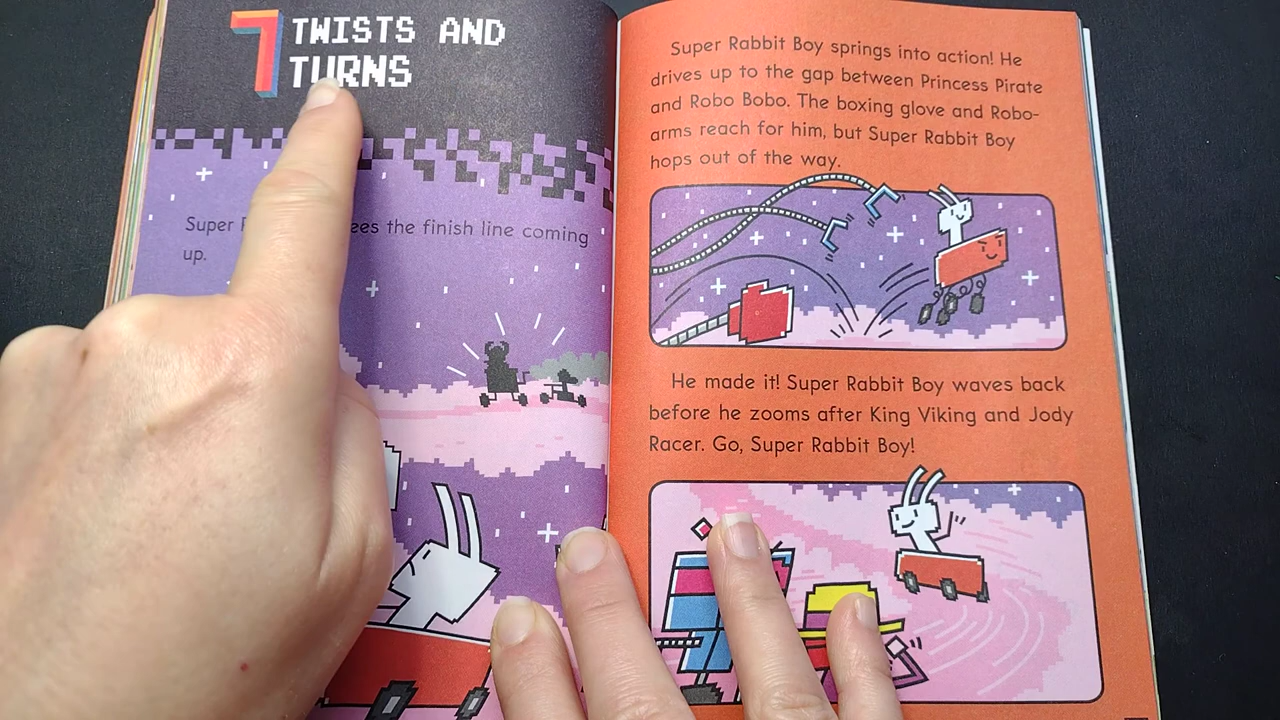 7 TWISTS AND
TURNS
Super ees the finish line coming
up.
Super Rabbit Boy springs into action! He
drives up to the gap between Princess Pirate
and Robo Bobo. The boxing glove and Robo-
arms reach for him, but Super Rabbit Boy
hops out of the way.
He made it! Super Rabbit Boy waves back
before he zooms after King Viking and Jody
Racer. Go, Super Rabbit Boy!